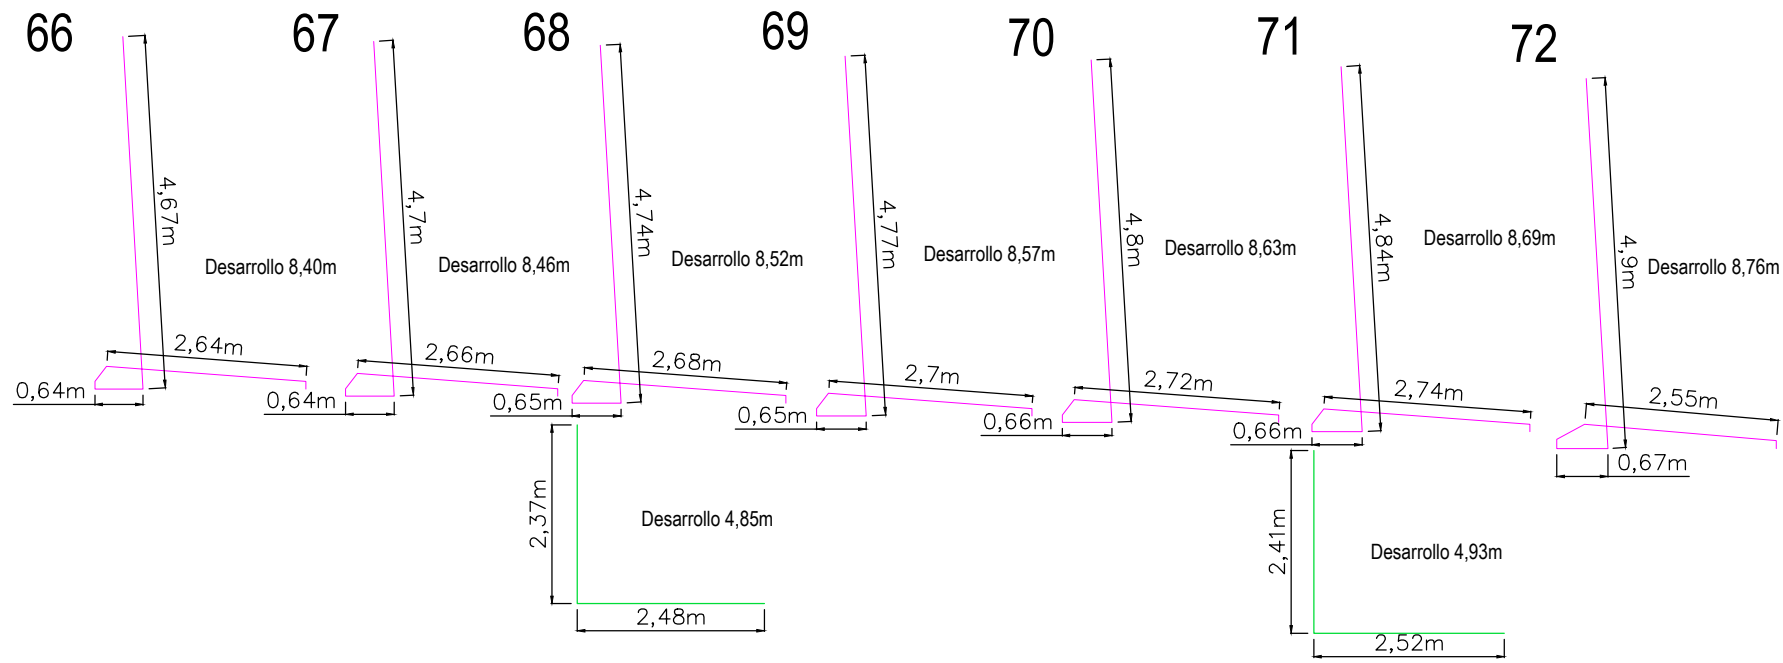 66
67
68
69
70
71
72
4,67m
4,7m
4,74m
4,77m
4,8m
4,84m
4,9m
Desarrollo 8,40m
Desarrollo 8,46m
Desarrollo 8,52m
Desarrollo 8,57m
Desarrollo 8,63m
Desarrollo 8,69m
Desarrollo 8,76m
2,64m
2,66m
2,68m
2,7m
2,72m
2,74m
2,55m
0,64m
0,64m
0,65m
0,65m
0,66m
0,66m
0,67m
2,37m
Desarrollo 4,85m
2,48m
2,41m
Desarrollo 4,93m
2,52m